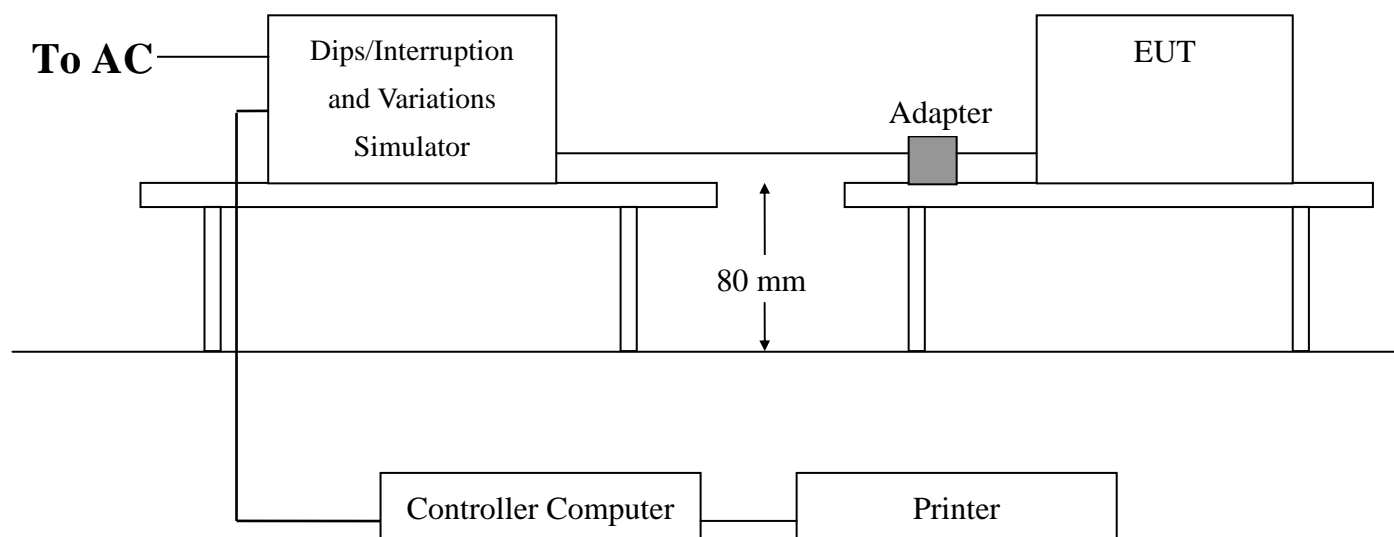 To AC
Dips/Interruption
and Variations
Simulator
Adapter
EUT
80 mm
Controller Computer
Printer